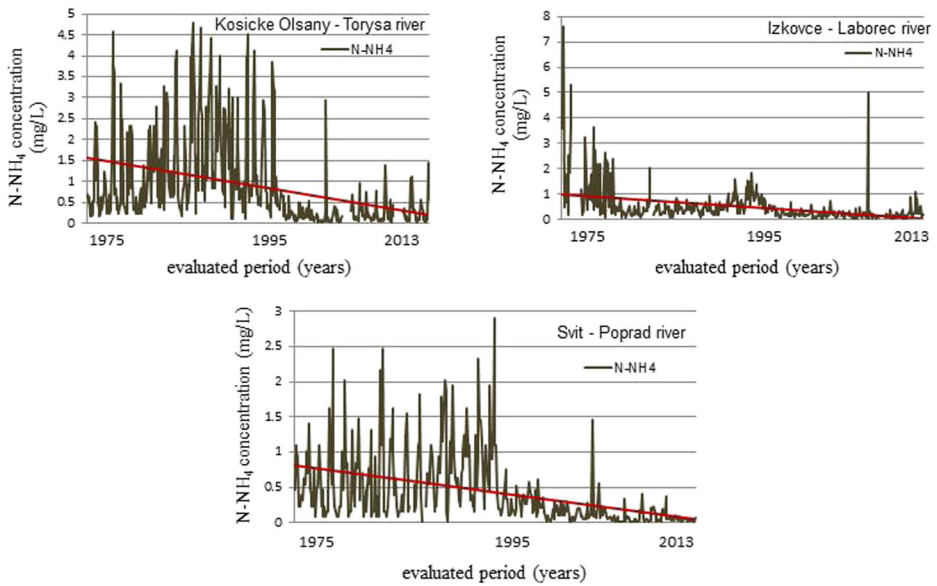 Kosicke Olsany - Torysa river
N-NH4
N-NH₄ concentration
(mg/L)
5
4.5
4
3.5
3
2.5
2
1.5
1
0.5
0
1975 1995 2013
evaluated period (years)
Izkovce - Laborec river
N-NH4
N-NH₄ concentration
(mg/L)
8
7
6
5
4
3
2
1
0
1975 1995 2013
evaluated period (years)
Svit - Poprad river
N-NH4
N-NH₄ concentration (mg/L)
3
2.5
2
1.5
1
0.5
0
1975 1995 2013
evaluated period (years)